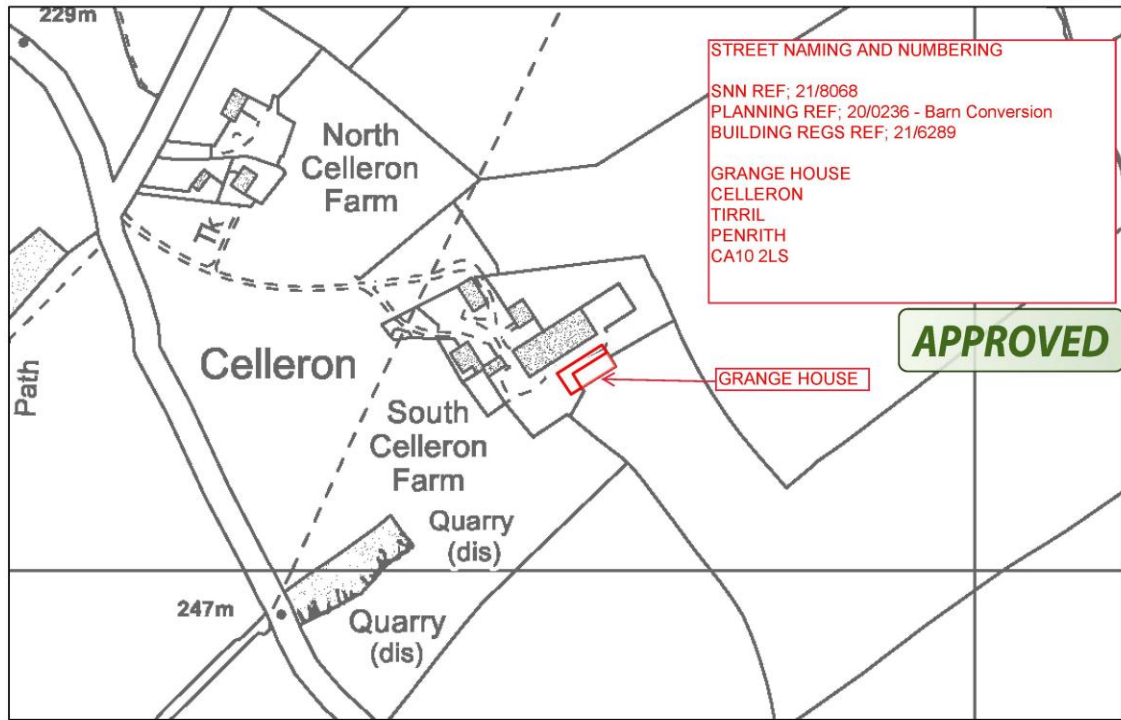 229m
STREET NAMING AND NUMBERING
SNN REF; 21/8068
PLANNING REF; 20/0236 - Barn Conversion
BUILDING REGS REF; 21/6289
GRANGE HOUSE
CELLERON
TIRRIL
PENRITH
CA10 2LS
North
Celleron
Farm
Tk
APPROVED
Celleron
GRANGE HOUSE
Path
South
Celleron
Farm
Quarry
(dis)
247m
Quarry
(dis)